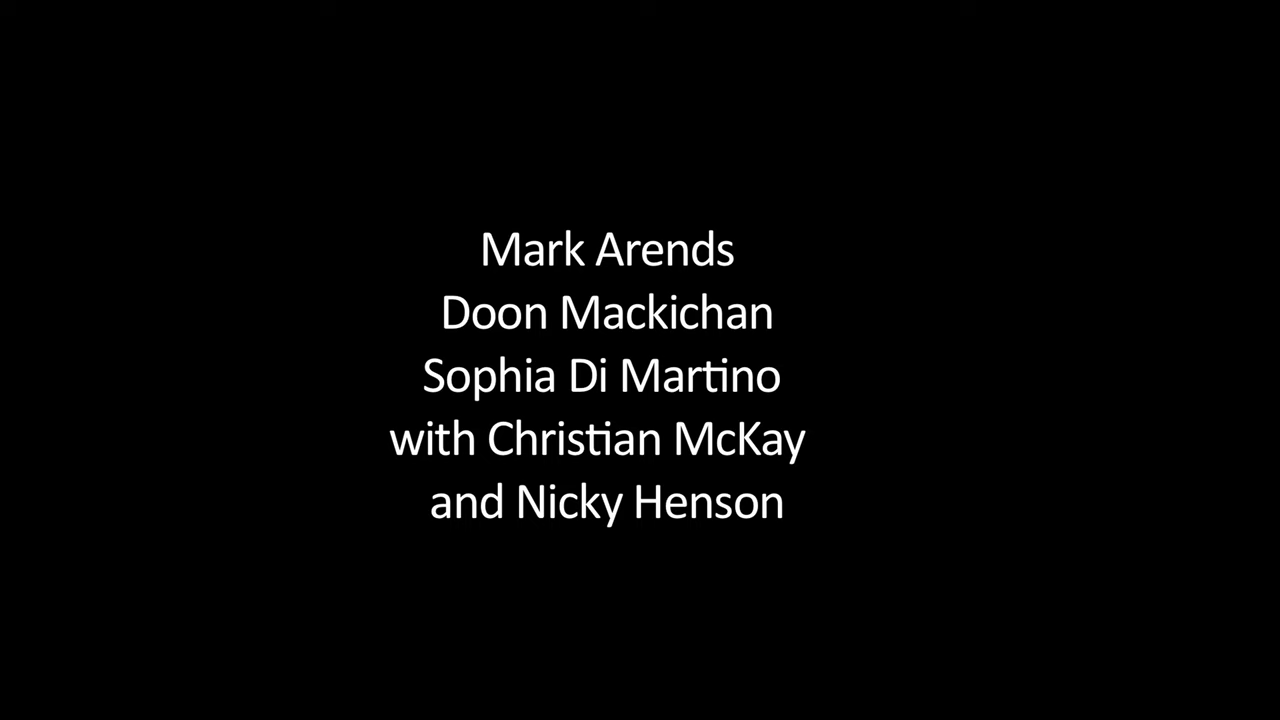 Mark Arends
Doon Mackichan
Sophia Di Martino
with Christian McKay
and Nicky Henson